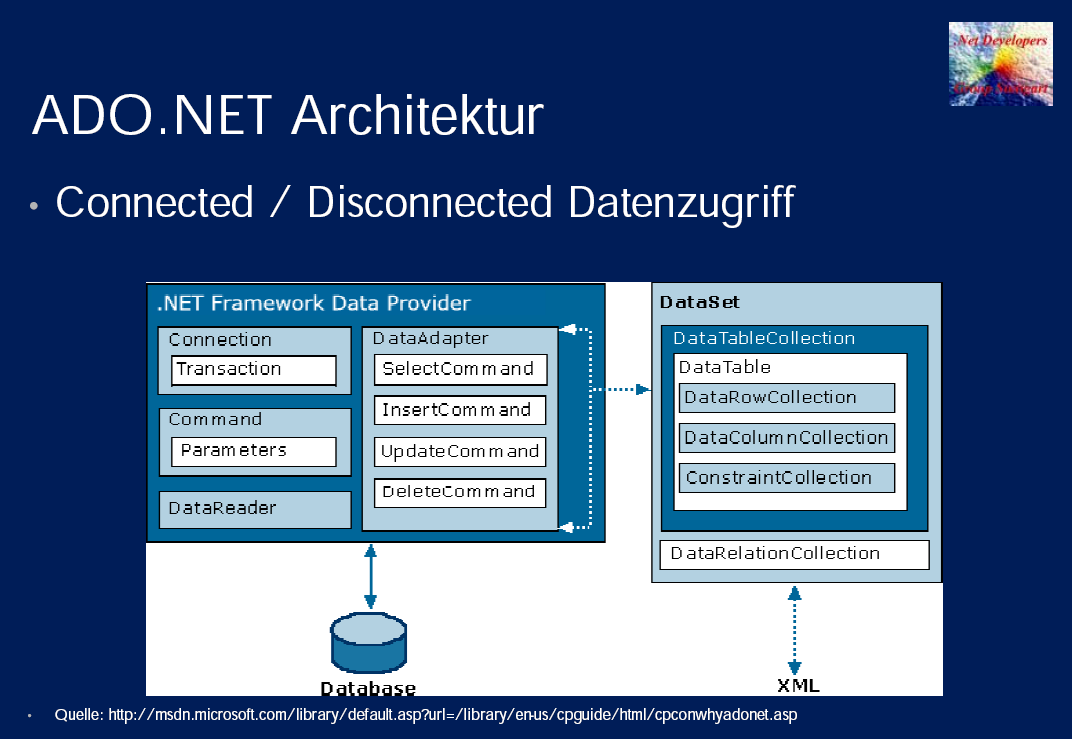 .Net Developers
Group Stuttgart
ADO.NET Architektur
• Connected / Disconnected Datenzugriff
.NET Framework Data Provider
Connection
Transaction
Command
Parameters
DataReader
DataAdapter
SelectCommand
InsertCommand
UpdateCommand
DeleteCommand
DataSet
DataTableCollection
DataTable
DataRowCollection
DataColumnCollection
ConstraintCollection
DataRelationCollection
Database
XML
• Quelle: http://msdn.microsoft.com/library/default.asp?url=/library/en-us/cpguide/html/cpconwhyadonet.asp